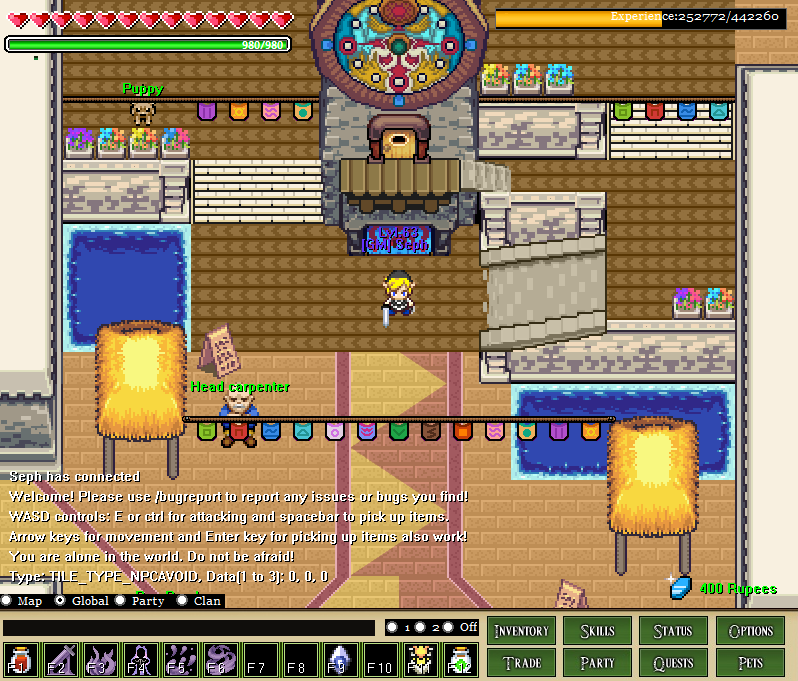 Experience:252772/442260
980/980
Puppy
LV-63
[GM] Seph
Head carpenter
Seph has connected
Welcome! Please use /bugreport to report any issues or bugs you find!
WASD controls: E or ctrl for attacking and spacebar to pick up items.
Arrow keys for movement and Enter key for picking up items also work!
You are alone in the world. Do not be afraid!
Type: TILE_TYPE_NPCAVOID, Data[1 to 3]: 0, 0, 0
400 Rupees
Map Global Party Clan
1 2 Off
INVENTORY SKILLS STATUS OPTIONS
F1 F2 F3 F4 F5 F6 F7 F8 F9 F10 F11 F12
TRADE PARTY QUESTS PETS